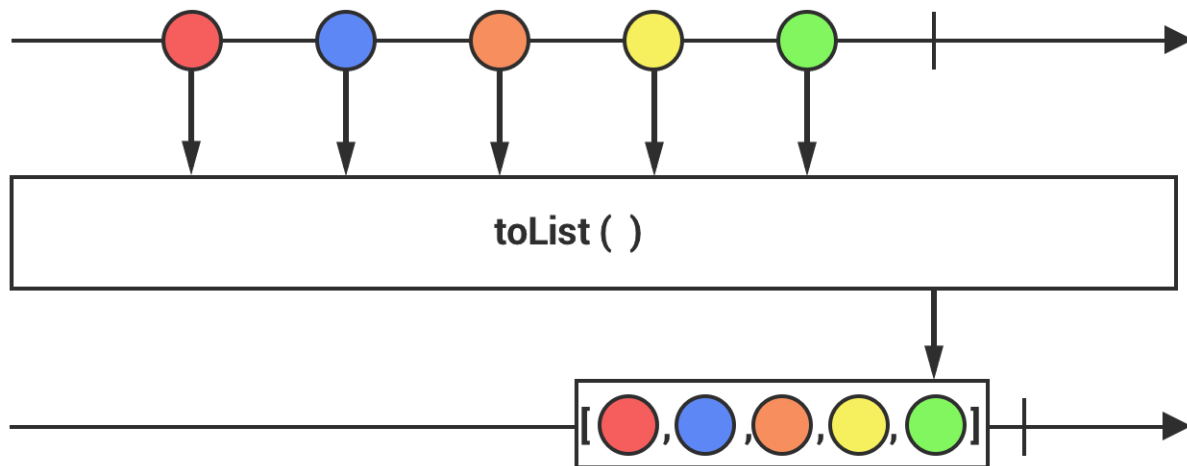 toList ( )
[ , , , , ]